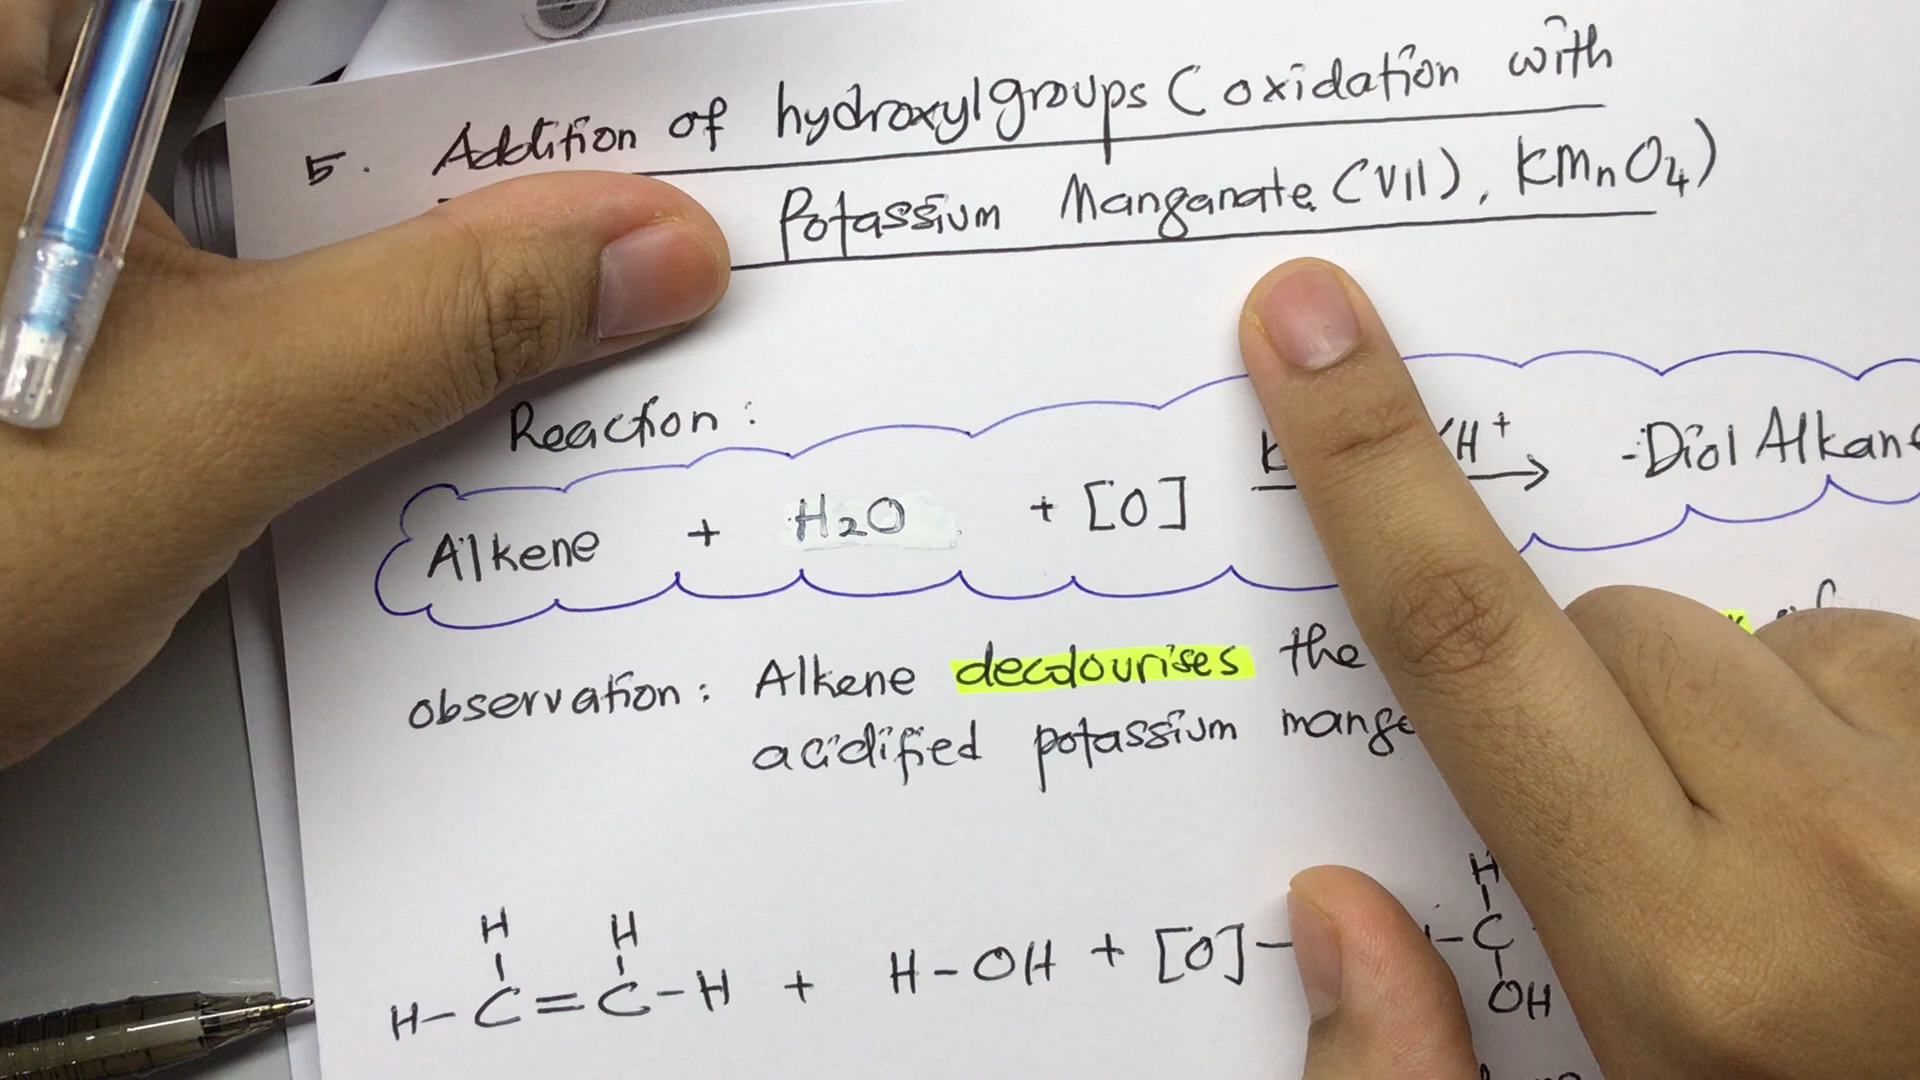 5. Addition of hydroxyl groups (oxidation with
Potassium Manganate (VII), KMnO4)
Reaction:
/H+
Alkene + H2O + [O] → -Diol Alkan
observation: Alkene decolourises the
acidified potassium mang
H H H
H-C=C-H + H-OH + [O]- -C
OH